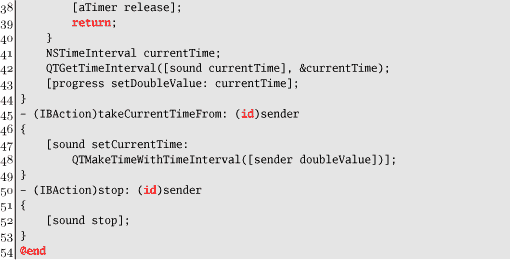 38 [aTimer release];
39 return;
40 }
41 NSTimeInterval currentTime;
42 QTGetTimeInterval([sound currentTime], &currentTime);
43 [progress setDoubleValue: currentTime];
44 }
45 - (IBAction)takeCurrentTimeFrom: (id)sender
46 {
47 [sound setCurrentTime:
48 QTMakeTimeWithTimeInterval([sender doubleValue])];
49 }
50 - (IBAction)stop: (id)sender
51 {
52 [sound stop];
53 }
54 @end